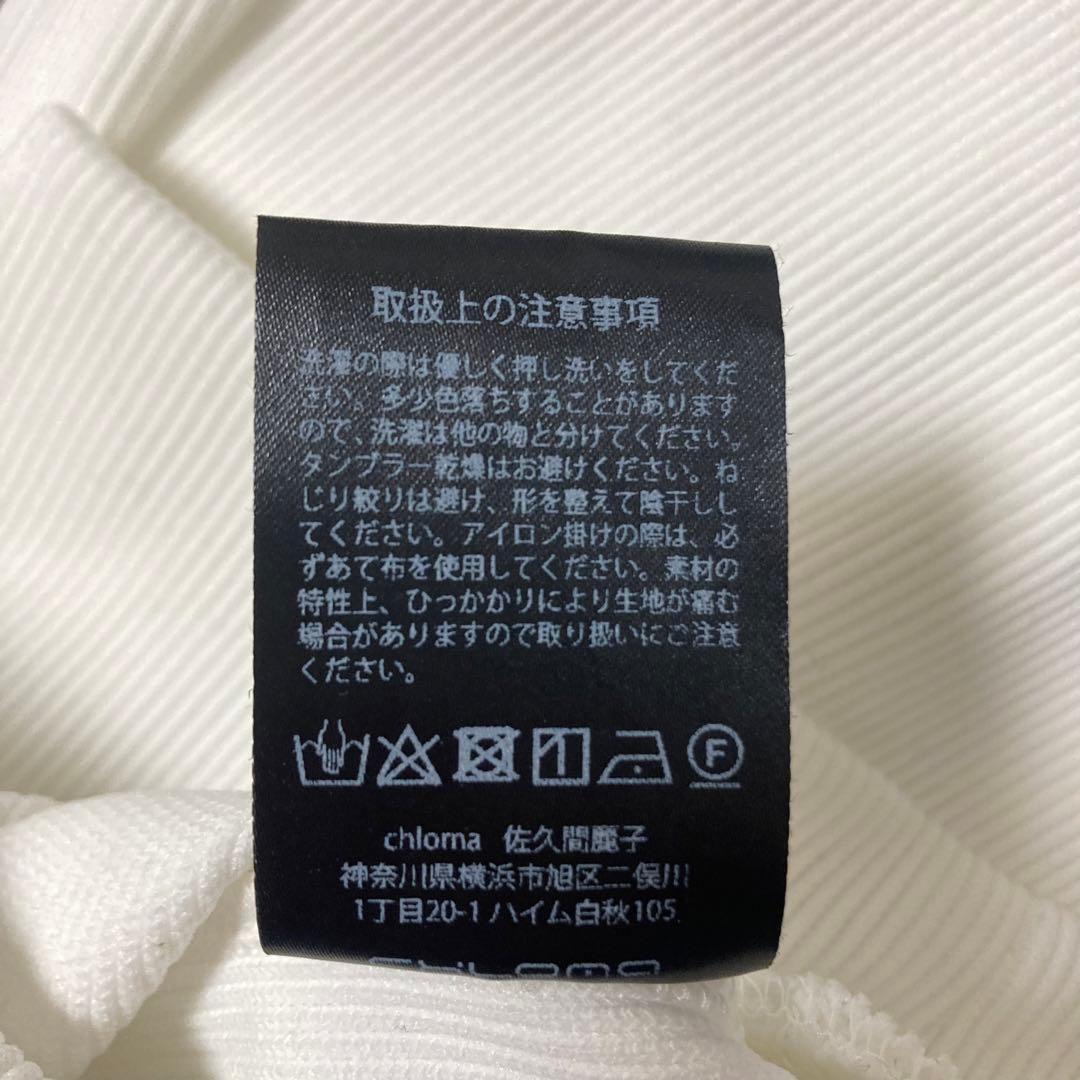 取扱上の注意事項
洗濯の際は優しく押し洗いをしてくだ
さい。多少色落ちすることがあります
ので、洗濯は他の物と分けてください。
タンブラー乾燥はお避けください。ね
じり絞りは避け、形を整えて陰干しし
てください。アイロン掛けの際は、必
ずあて布を使用してください。素材の
特性上、ひっかかりにより生地が痛む
場合がありますので取り扱いにご注意
ください。
F
chloma 佐久間麗子
神奈川県横浜市旭区二俣川
1丁目20-1 ハイム白秋105